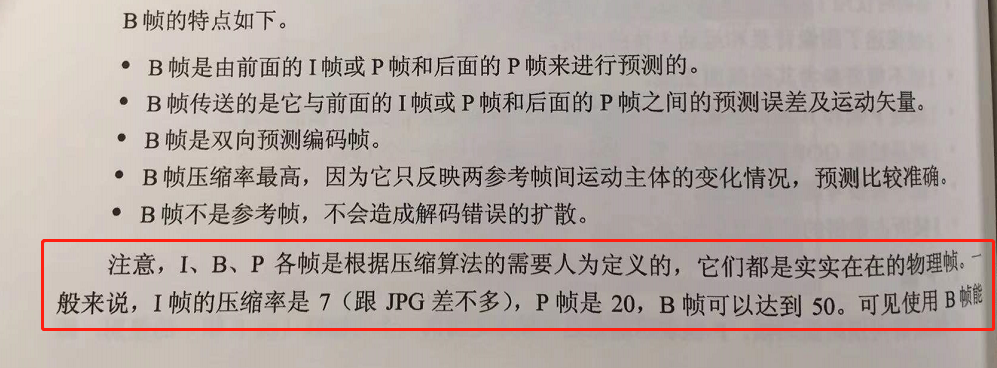 B 帧的特点如下。
• B 帧是由前面的 I 帧或 P 帧和后面的 P 帧来进行预测的。
• B 帧传送的是它与前面的 I 帧或 P 帧和后面的 P 帧之间的预测误差及运动矢量。
• B 帧是双向预测编码帧。
• B 帧压缩率最高，因为它只反映两参考帧间运动主体的变化情况，预测比较准确。
• B 帧不是参考帧，不会造成解码错误的扩散。
注意，I、B、P 各帧是根据压缩算法的需要人为定义的，它们都是实实在在的物理帧。一
般来说，I 帧的压缩率是 7（跟 JPG 差不多），P 帧是 20，B 帧可以达到 50。可见使用 B 帧能